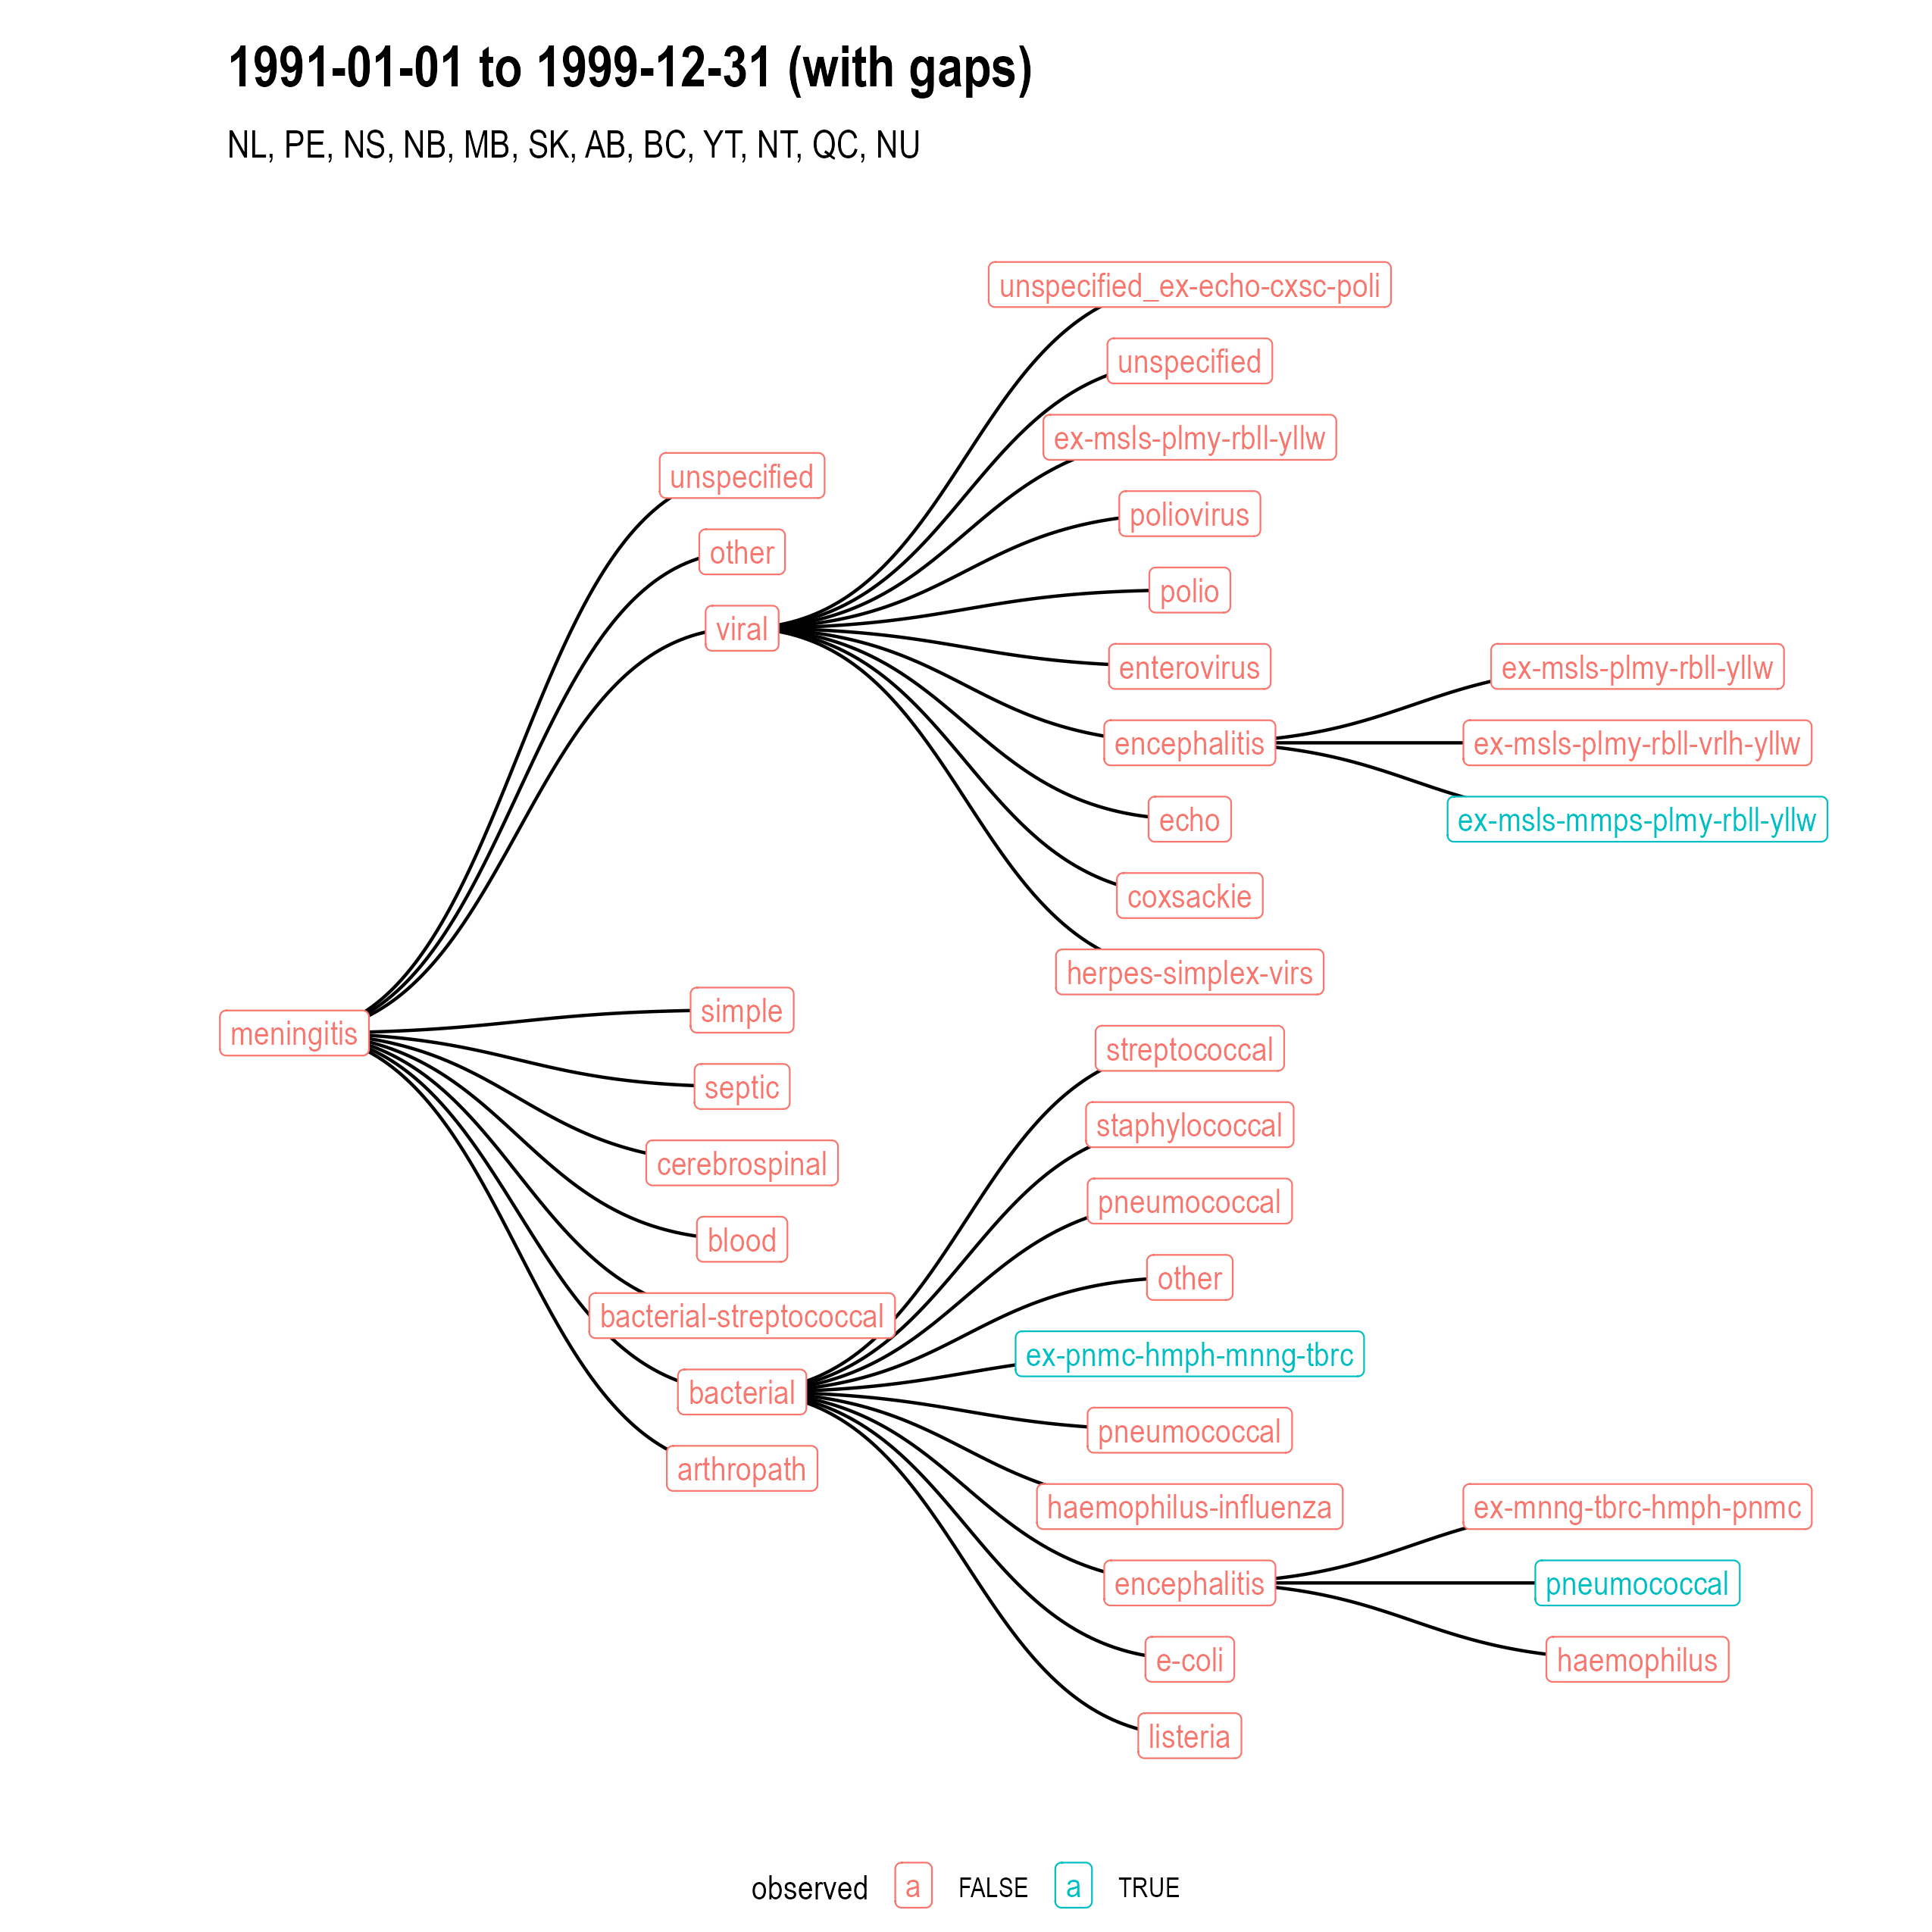 1991-01-01 to 1999-12-31 (with gaps)
NL, PE, NS, NB, MB, SK, AB, BC, YT, NT, QC, NU
unspecified_ex-echo-cxsc-poli
unspecified
ex-msls-plmy-rbll-yllw
unspecified
poliovirus
other
polio
viral
enterovirus
ex-msls-plmy-rbll-yllw
encephalitis
ex-msls-plmy-rbll-vrlh-yllw
echo
ex-msls-mmps-plmy-rbll-yllw
coxsackie
herpes-simplex-virs
simple
meningitis
streptococcal
septic
staphylococcal
cerebrospinal
pneumococcal
blood
other
bacterial-streptococcal
ex-pnmc-hmph-mnng-tbrc
bacterial
pneumococcal
arthropath
haemophilus-influenza
ex-mnng-tbrc-hmph-pnmc
encephalitis
pneumococcal
e-coli
haemophilus
listeria
observed a FALSE a TRUE